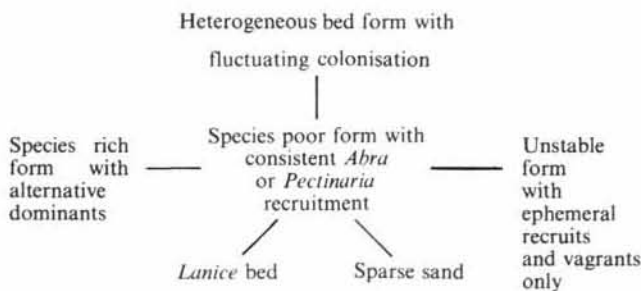 Heterogeneous bed form with
fluctuating colonisation
Species rich
form with
alternative
dominants
Species poor form with
consistent Abra
or Pectinaria
recruitment
Unstable
form
with
ephemeral
recruits
and vagrants
only
Lanice bed
Sparse sand